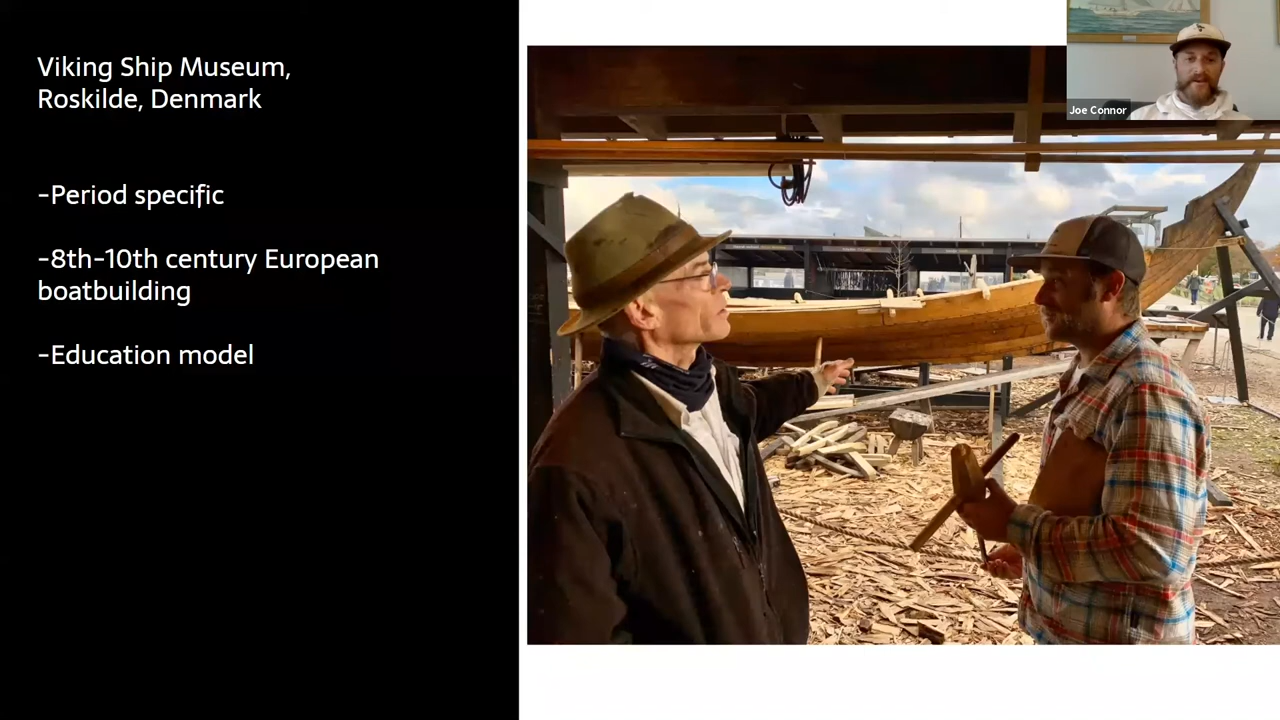 Viking Ship Museum,
Roskilde, Denmark
-Period specific
-8th-10th century European
boatbuilding
-Education model
Joe Connor